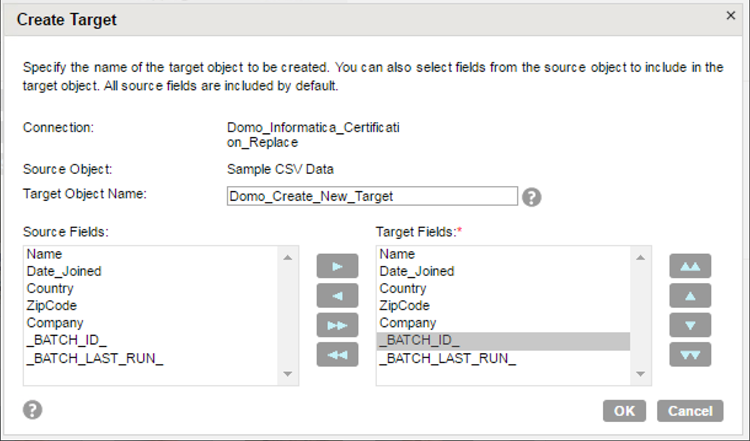 Create Target
×
Specify the name of the target object to be created. You can also select fields from the source object to include in the
target object. All source fields are included by default.
Connection: Domo_Informatica_Certificati
on_Replace
Source Object: Sample CSV Data
Target Object Name: Domo_Create_New_Target ?
Source Fields: Target Fields:*
Name Name
Date_Joined Date_Joined
Country Country
ZipCode ZipCode
Company Company
_BATCH_ID_ _BATCH_ID_
_BATCH_LAST_RUN_ _BATCH_LAST_RUN_
? OK Cancel